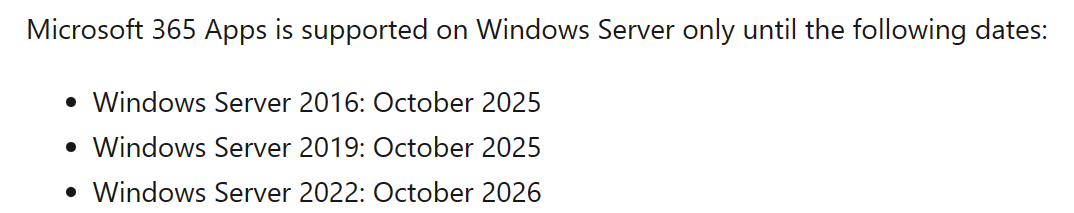 Microsoft 365 Apps is supported on Windows Server only until the following dates:
• Windows Server 2016: October 2025
• Windows Server 2019: October 2025
• Windows Server 2022: October 2026